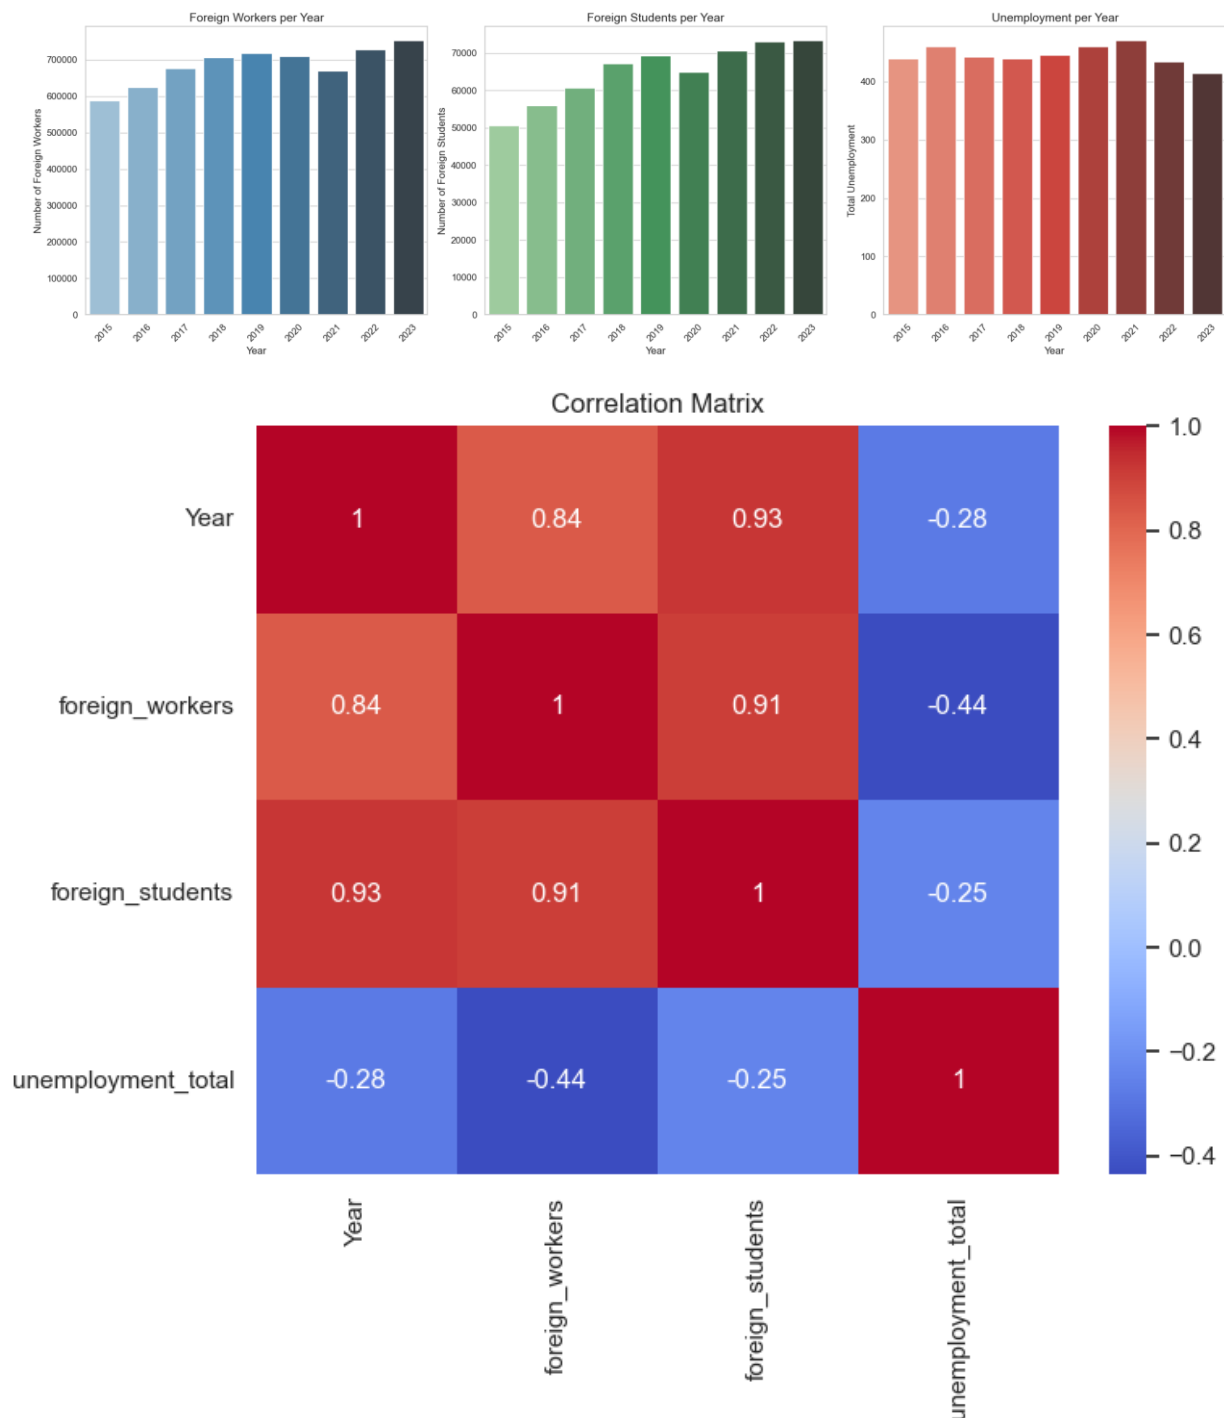 Foreign Workers per Year
Number of Foreign Workers
700000
600000
500000
400000
300000
200000
100000
0
2015 2016 2017 2018 2019 2020 2021 2022 2023
Year
Foreign Students per Year
Number of Foreign Students
70000
60000
50000
40000
30000
20000
10000
0
2015 2016 2017 2018 2019 2020 2021 2022 2023
Year
Unemployment per Year
Total Unemployment
400
300
200
100
0
2015 2016 2017 2018 2019 2020 2021 2022 2023
Year
Correlation Matrix
Year 1 0.84 0.93 -0.28
foreign_workers 0.84 1 0.91 -0.44
foreign_students 0.93 0.91 1 -0.25
unemployment_total -0.28 -0.44 -0.25 1
Year foreign_workers foreign_students unemployment_total
1.0
0.8
0.6
0.4
0.2
0.0
−0.2
−0.4